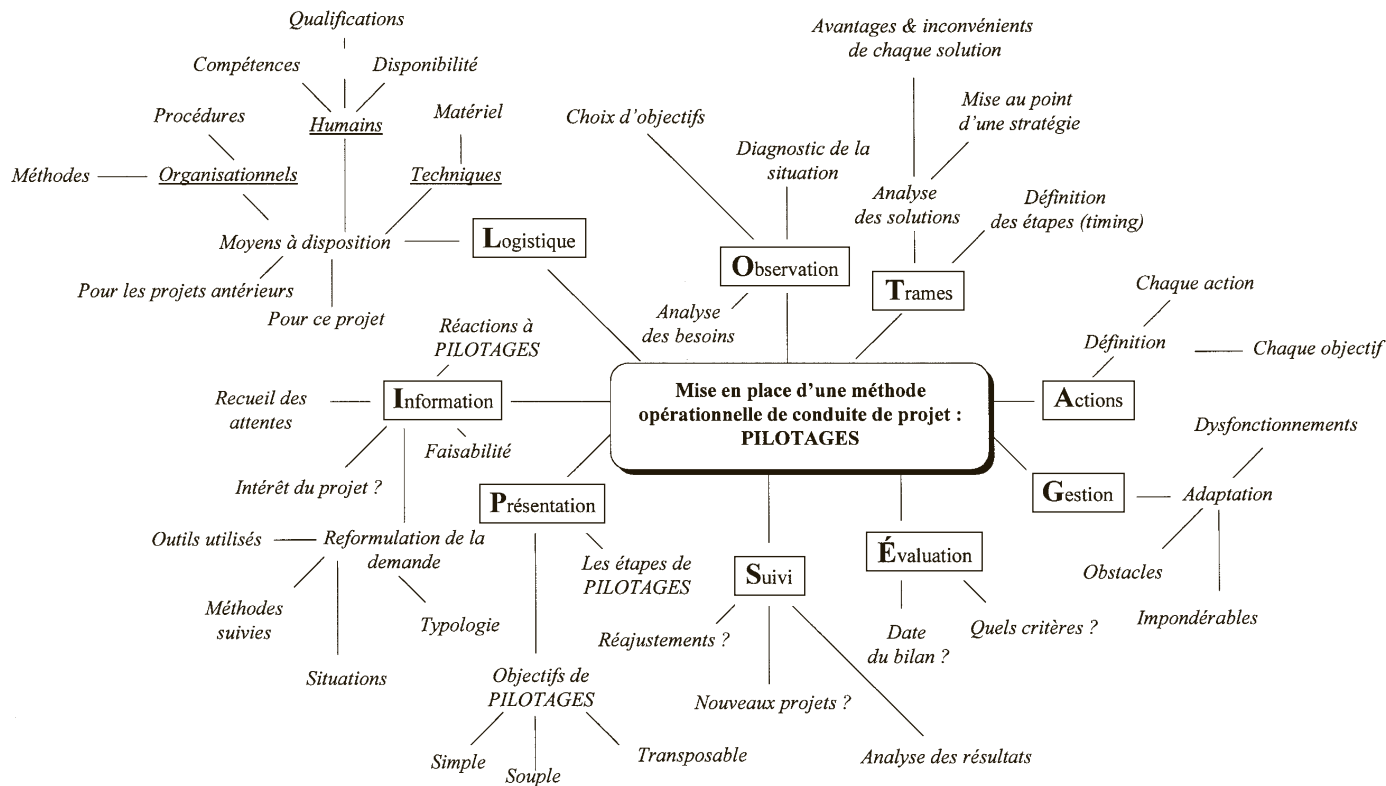 Qualifications
Compétences
Disponibilité
Humains
Procédures
Matériel
Méthodes
Organisationnels
Techniques
Moyens à disposition
Logistique
Pour les projets antérieurs
Pour ce projet
Choix d'objectifs
Diagnostic de la
situation
Observation
Analyse
des besoins
Avantages & inconvénients
de chaque solution
Mise au point
d'une stratégie
Analyse
des solutions
Définition
des étapes (timing)
Trames
Réactions à
PILOTAGES
Recueil des
attentes
Information
Faisabilité
Intérêt du projet ?
Mise en place d'une méthode
opérationnelle de conduite de projet :
PILOTAGES
Chaque action
Définition
Chaque objectif
Actions
Dysfonctionnements
Gestion
Adaptation
Obstacles
Impondérables
Outils utilisés
Reformulation de la
demande
Méthodes
suivies
Typologie
Situations
Présentation
Les étapes de
PILOTAGES
Objectifs de
PILOTAGES
Simple
Souple
Transposable
Suivi
Réajustements ?
Nouveaux projets ?
Analyse des résultats
Évaluation
Date
du bilan ?
Quels critères ?